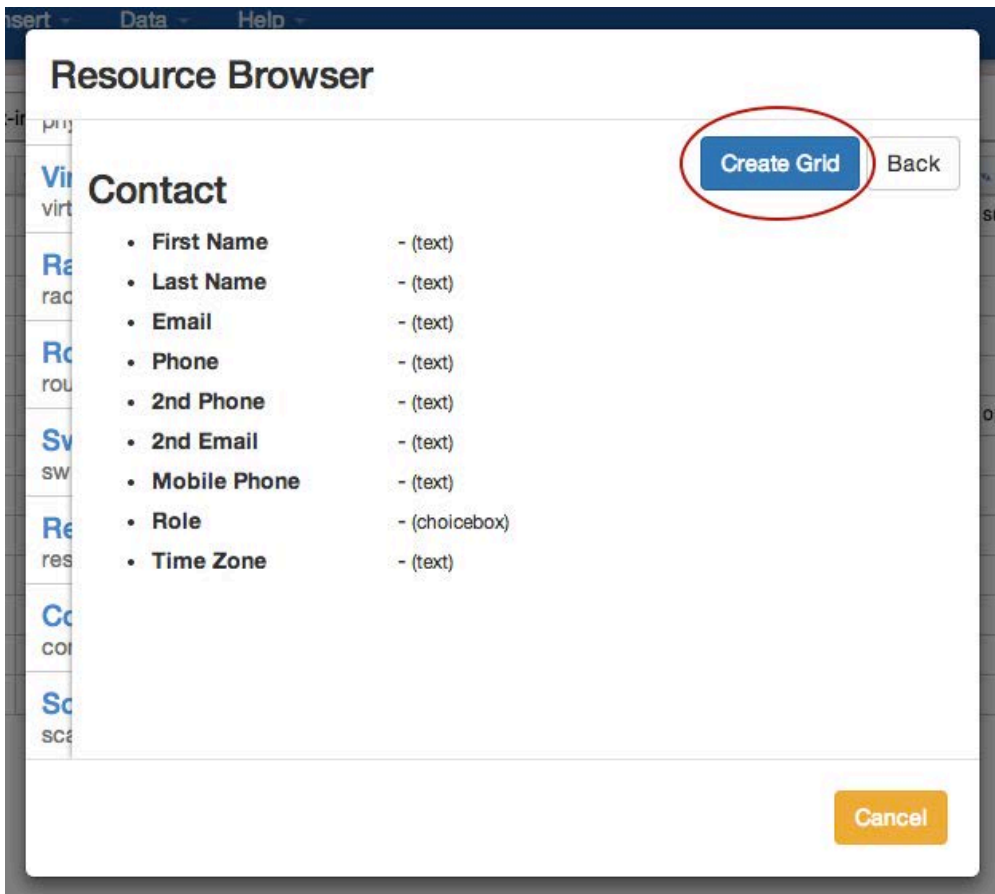 Data
Help
Resource Browser
Create Grid
Back
Contact
• First Name - (text)
• Last Name - (text)
• Email - (text)
• Phone - (text)
• 2nd Phone - (text)
• 2nd Email - (text)
• Mobile Phone - (text)
• Role - (choicebox)
• Time Zone - (text)
Cancel